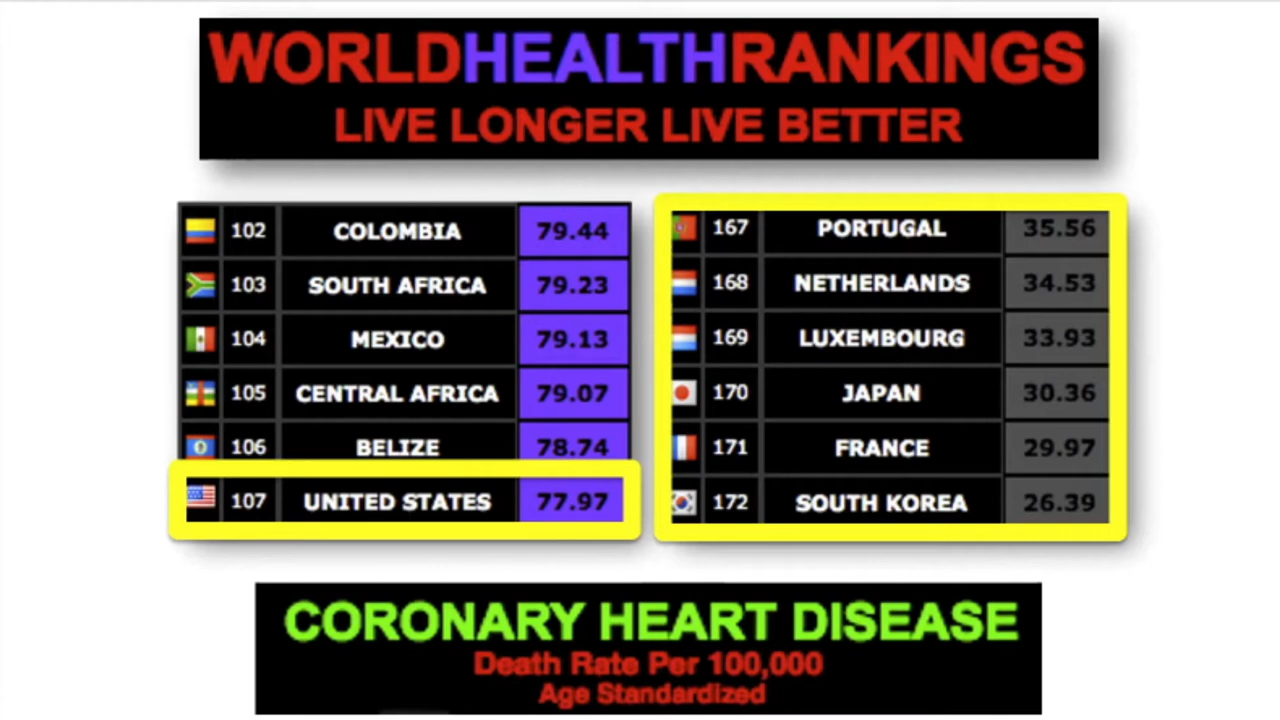 WORLDHEALTHRANKINGS
LIVE LONGER LIVE BETTER
102 COLOMBIA 79.44
103 SOUTH AFRICA 79.23
104 MEXICO 79.13
105 CENTRAL AFRICA 79.07
106 BELIZE 78.74
107 UNITED STATES 77.97
167 PORTUGAL 35.56
168 NETHERLANDS 34.53
169 LUXEMBOURG 33.93
170 JAPAN 30.36
171 FRANCE 29.97
172 SOUTH KOREA 26.39
CORONARY HEART DISEASE
Death Rate Per 100,000
Age Standardized